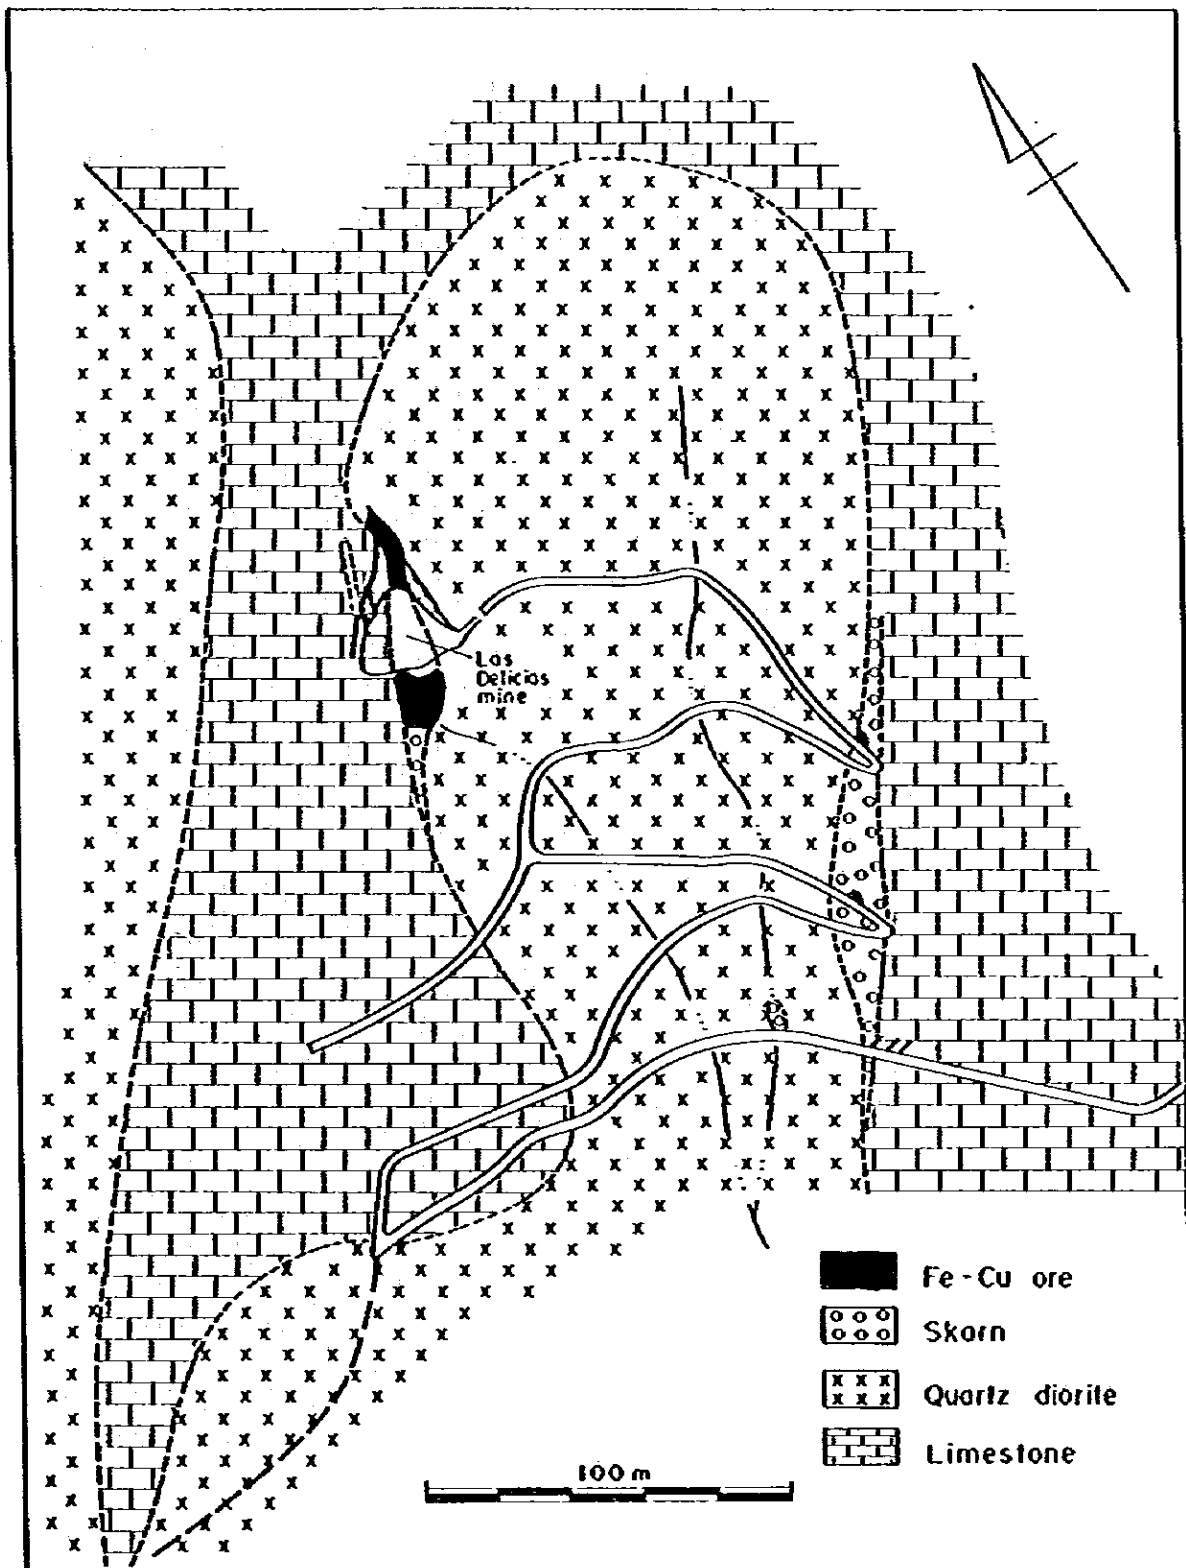 Las
Delicias
mine
Fe-Cu ore
Skarn
Quartz diorite
Limestone
100 m